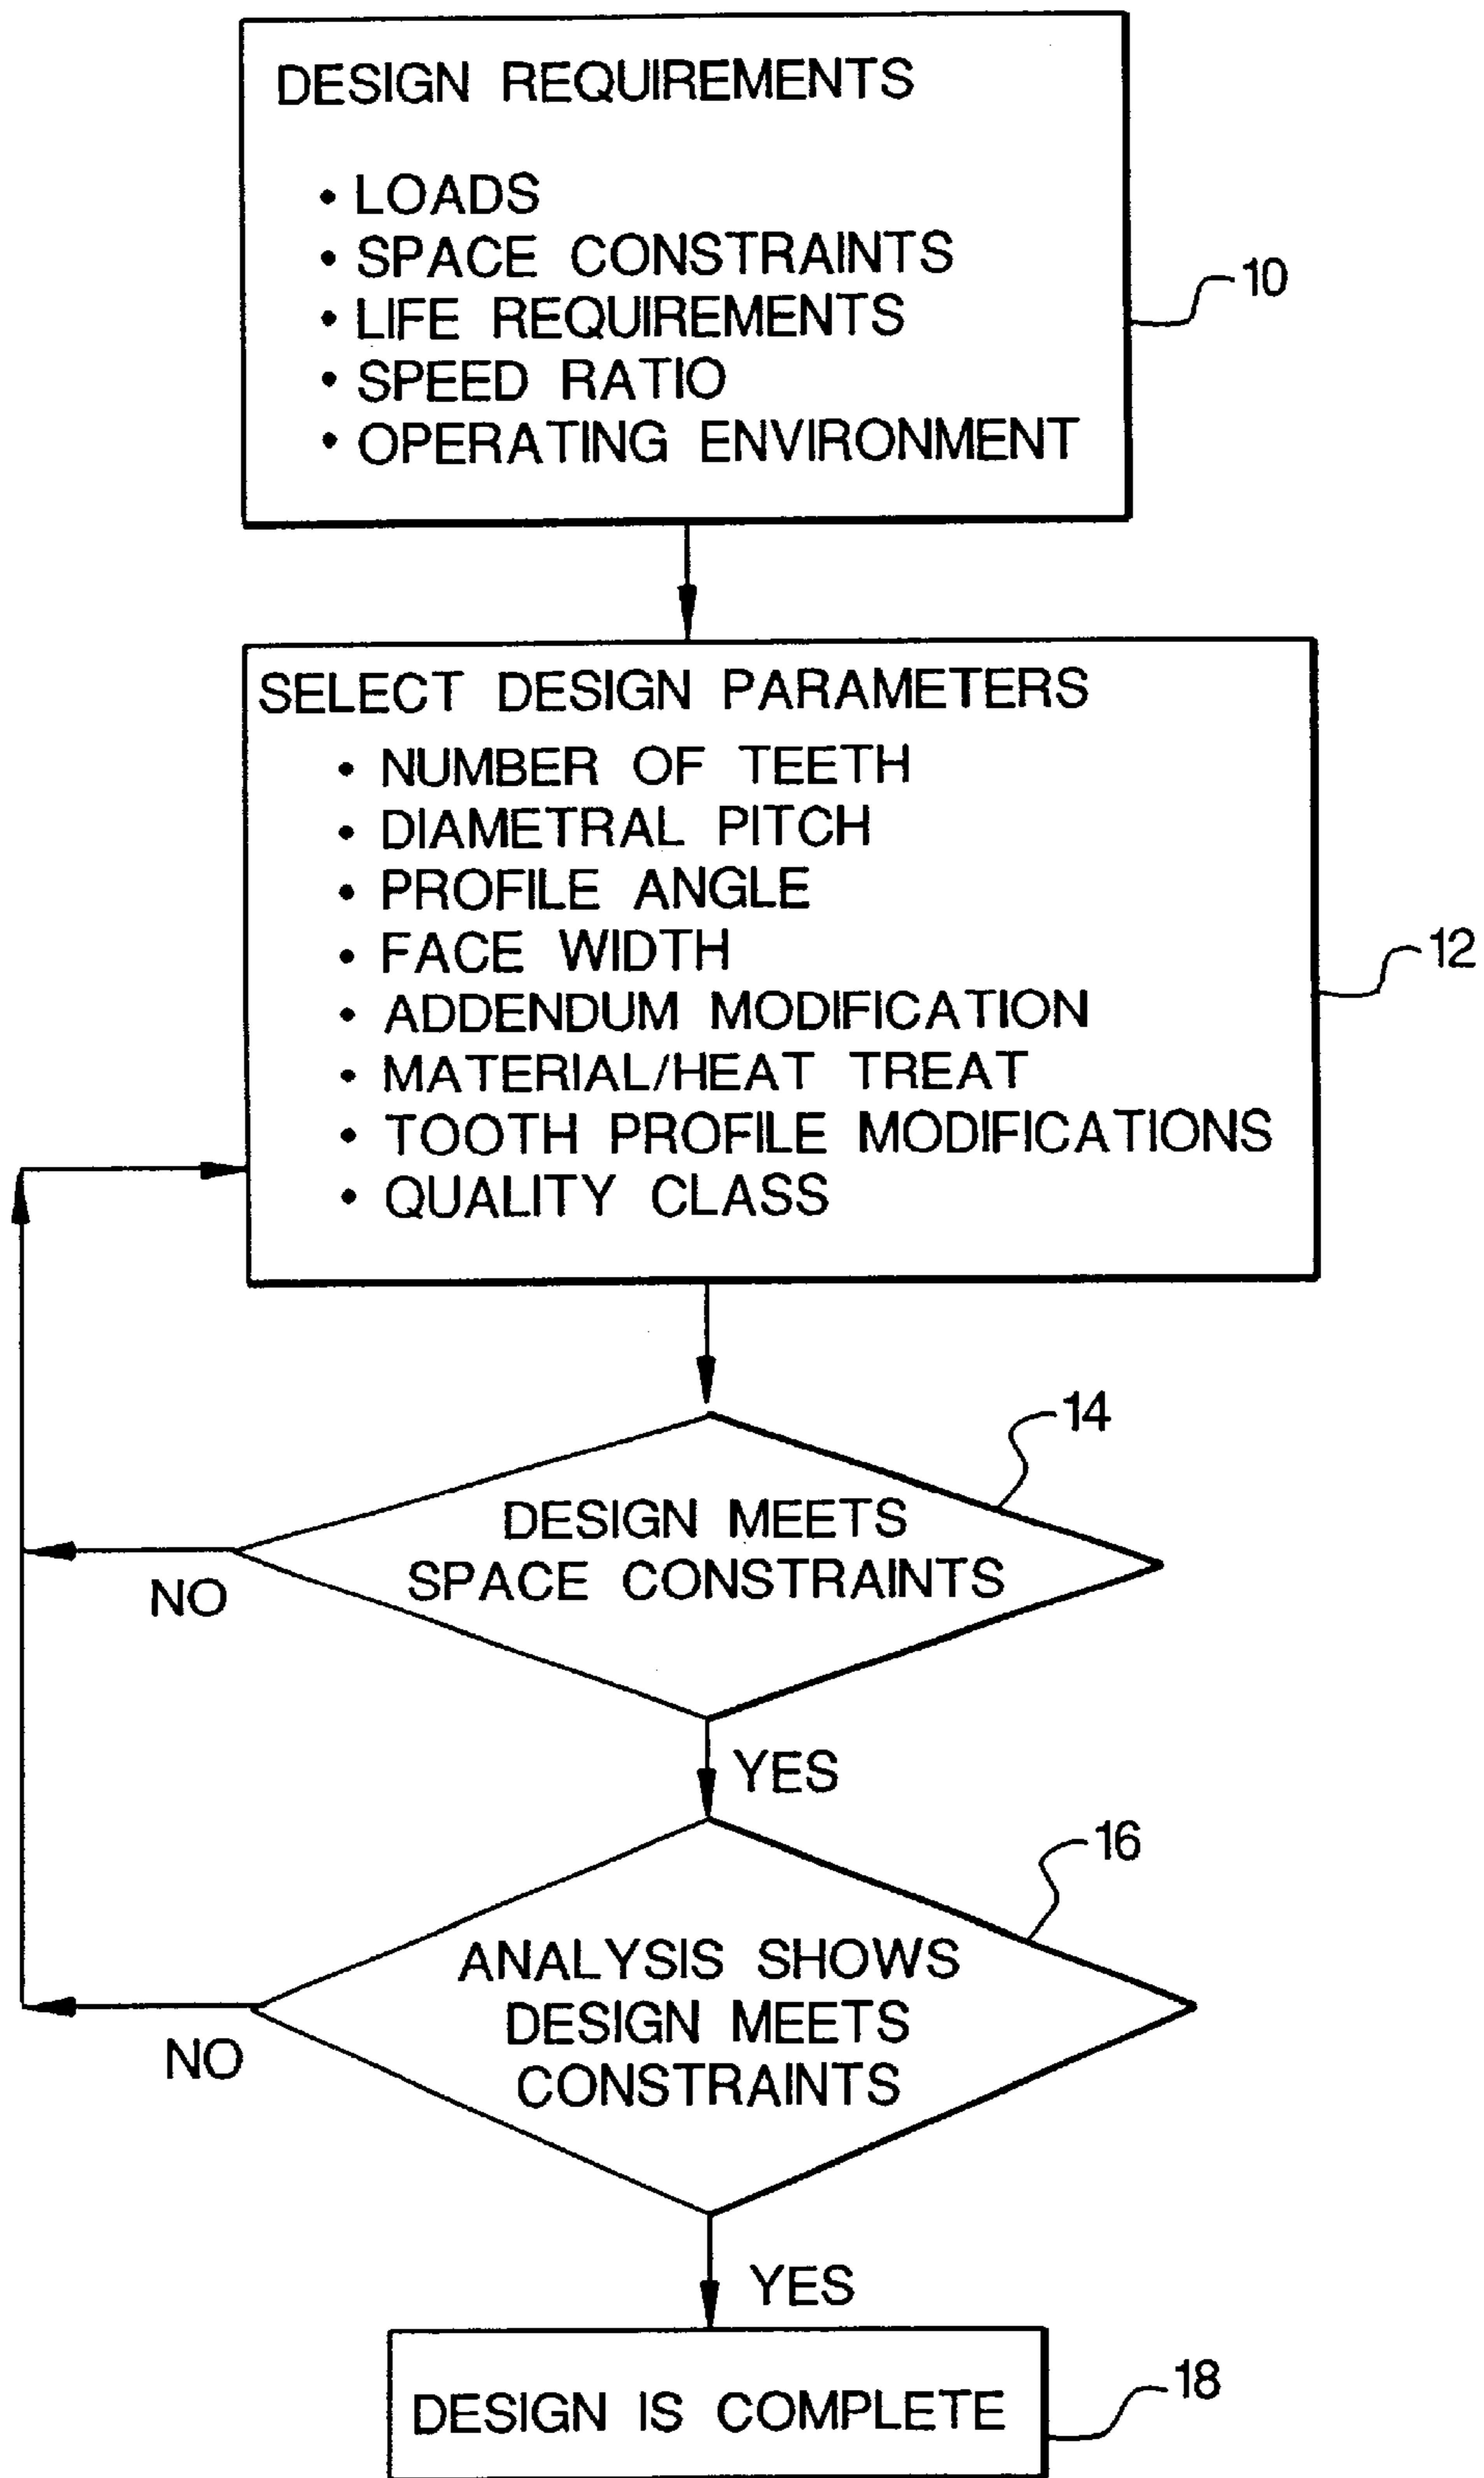 DESIGN REQUIREMENTS
• LOADS
• SPACE CONSTRAINTS
• LIFE REQUIREMENTS
• SPEED RATIO
• OPERATING ENVIRONMENT
10
SELECT DESIGN PARAMETERS
• NUMBER OF TEETH
• DIAMETRAL PITCH
• PROFILE ANGLE
• FACE WIDTH
• ADDENDUM MODIFICATION
• MATERIAL/HEAT TREAT
• TOOTH PROFILE MODIFICATIONS
• QUALITY CLASS
12
14
DESIGN MEETS
SPACE CONSTRAINTS
NO
YES
16
ANALYSIS SHOWS
DESIGN MEETS
CONSTRAINTS
NO
YES
DESIGN IS COMPLETE
18